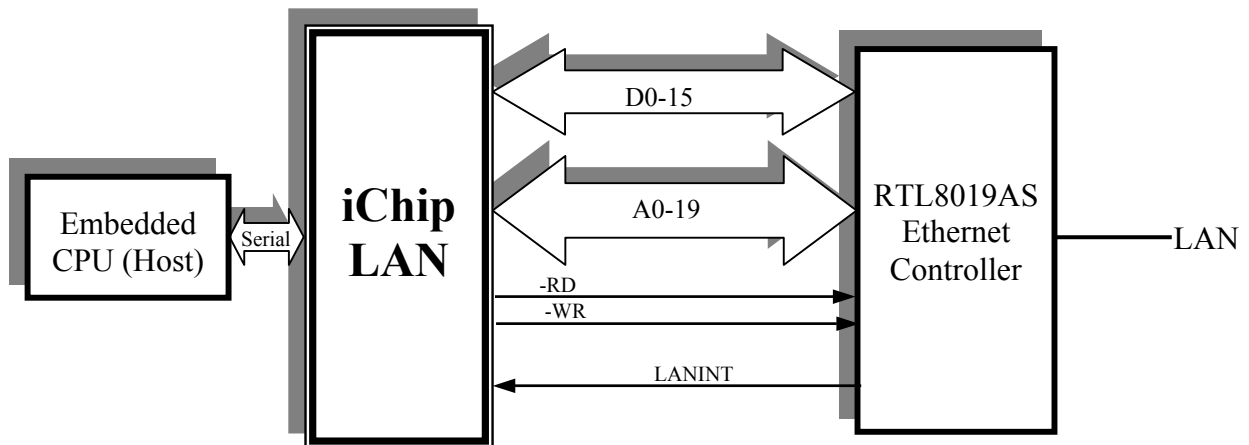 Embedded
CPU (Host)
Serial
iChip
LAN
D0-15
A0-19
-RD
-WR
LANINT
RTL8019AS
Ethernet
Controller
LAN